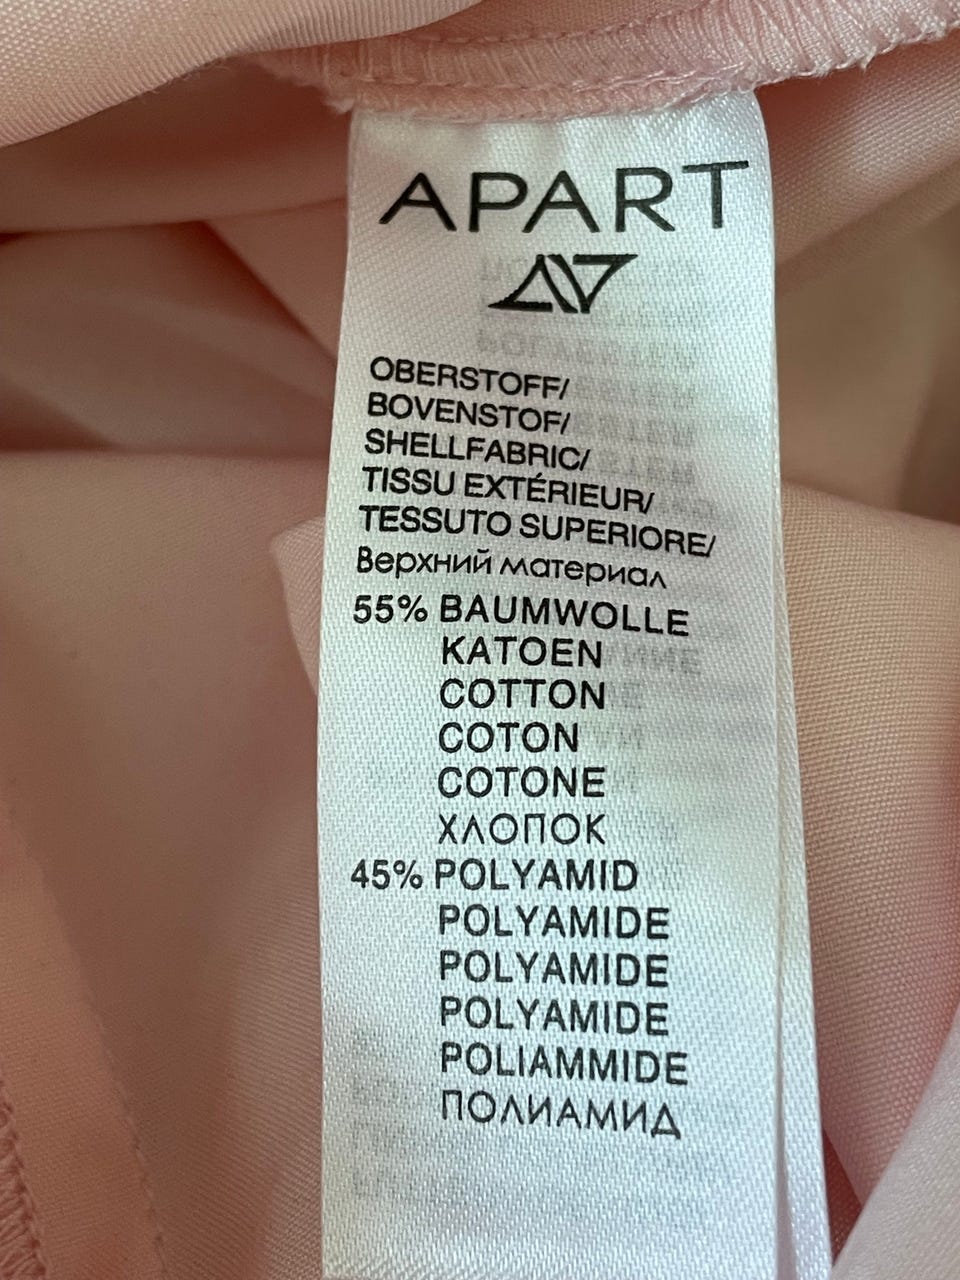 APART
OBERSTOFF/
BOVENSTOF/
SHELLFABRIC/
TISSU EXTÉRIEUR/
TESSUTO SUPERIORE/
Верхний материал
55% BAUMWOLLE
KATOEN
COTTON
COTON
COTONE
ХЛОПОК
45% POLYAMID
POLYAMIDE
POLYAMIDE
POLYAMIDE
POLIAMMIDE
ПОЛИАМИД